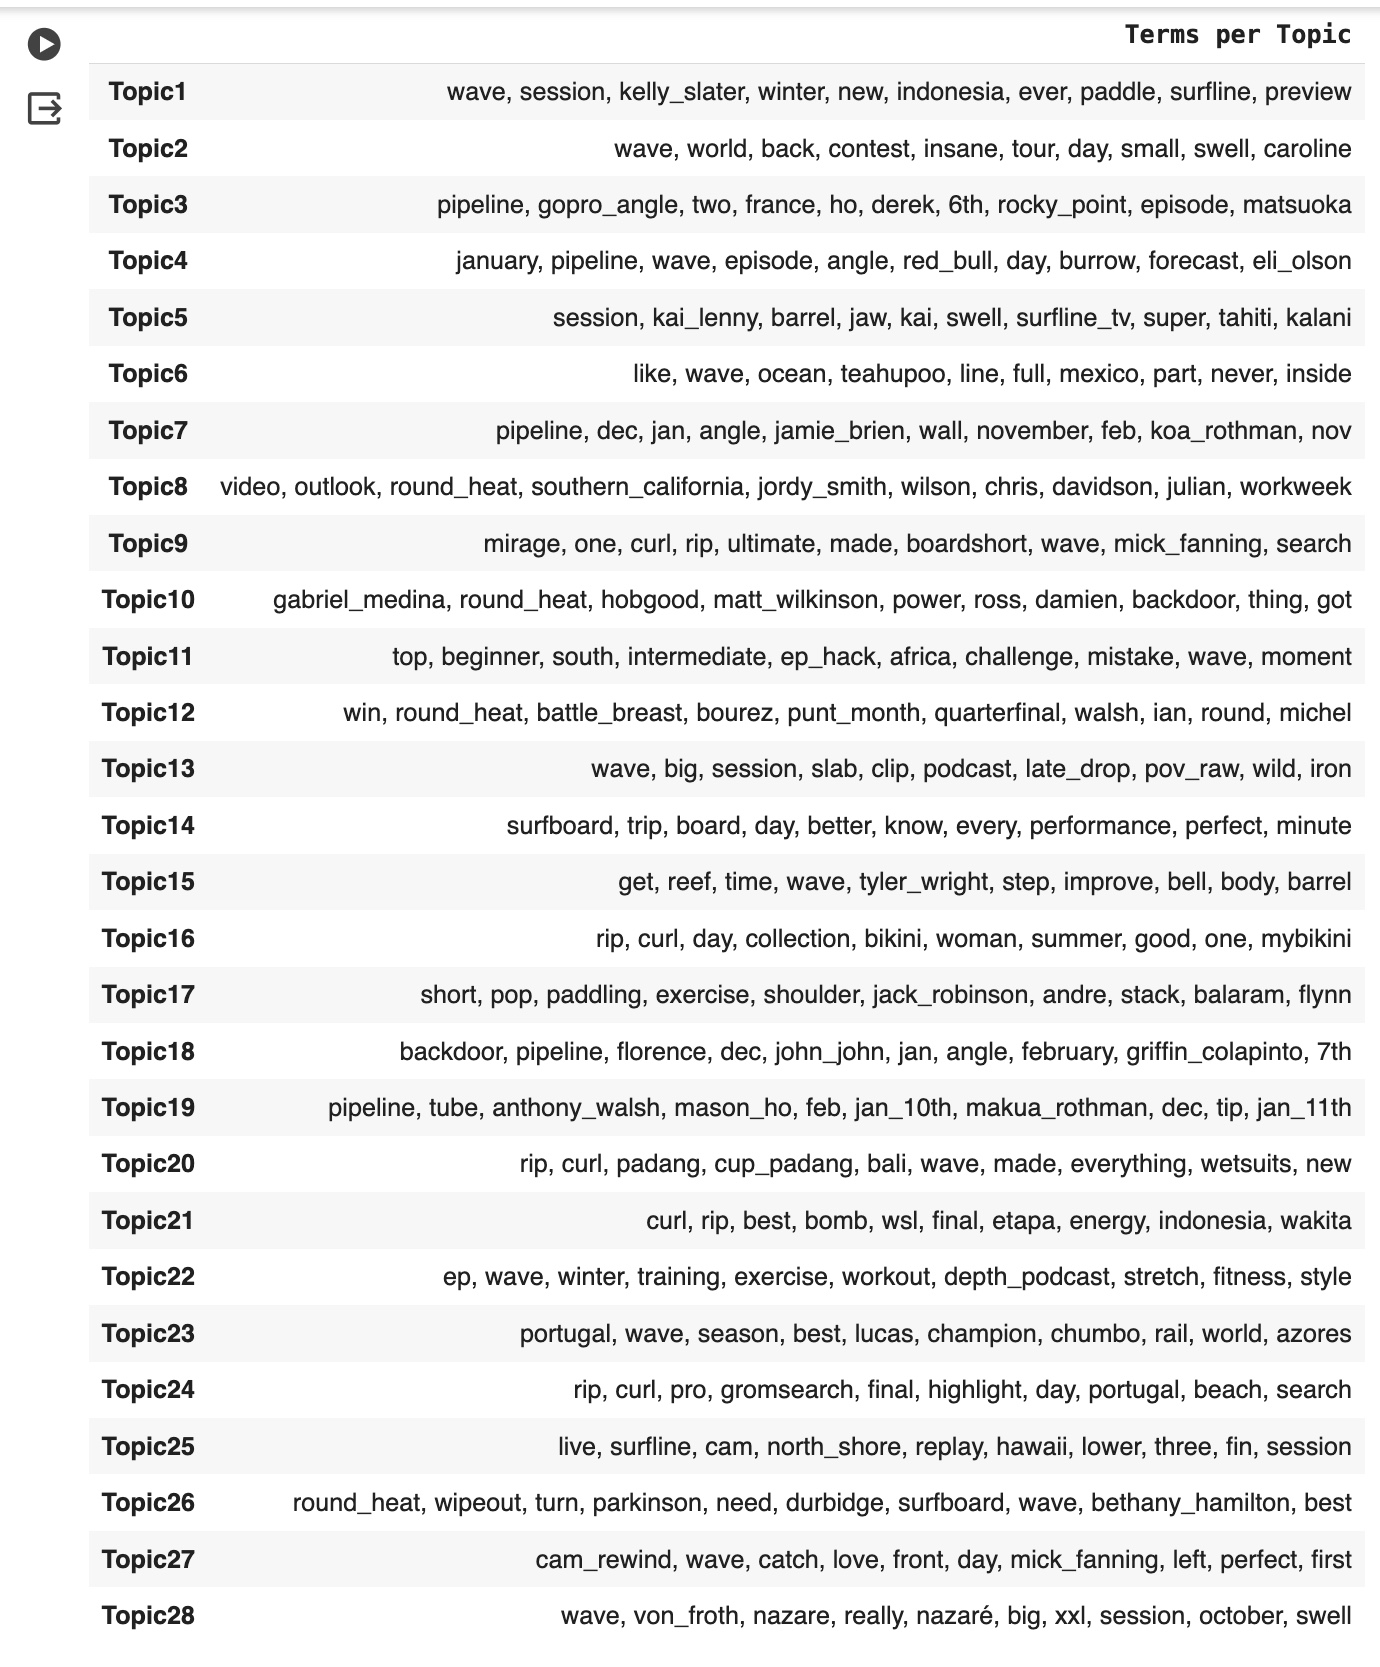 Terms per Topic
Topic1 wave, session, kelly_slater, winter, new, indonesia, ever, paddle, surfline, preview
Topic2 wave, world, back, contest, insane, tour, day, small, swell, caroline
Topic3 pipeline, gopro_angle, two, france, ho, derek, 6th, rocky_point, episode, matsuoka
Topic4 january, pipeline, wave, episode, angle, red_bull, day, burrow, forecast, eli_olson
Topic5 session, kai_lenny, barrel, jaw, kai, swell, surfline_tv, super, tahiti, kalani
Topic6 like, wave, ocean, teahupoo, line, full, mexico, part, never, inside
Topic7 pipeline, dec, jan, angle, jamie_brien, wall, november, feb, koa_rothman, nov
Topic8 video, outlook, round_heat, southern_california, jordy_smith, wilson, chris, davidson, julian, workweek
Topic9 mirage, one, curl, rip, ultimate, made, boardshort, wave, mick_fanning, search
Topic10 gabriel_medina, round_heat, hobgood, matt_wilkinson, power, ross, damien, backdoor, thing, got
Topic11 top, beginner, south, intermediate, ep_hack, africa, challenge, mistake, wave, moment
Topic12 win, round_heat, battle_breast, bourez, punt_month, quarterfinal, walsh, ian, round, michel
Topic13 wave, big, session, slab, clip, podcast, late_drop, pov_raw, wild, iron
Topic14 surfboard, trip, board, day, better, know, every, performance, perfect, minute
Topic15 get, reef, time, wave, tyler_wright, step, improve, bell, body, barrel
Topic16 rip, curl, day, collection, bikini, woman, summer, good, one, mybikini
Topic17 short, pop, paddling, exercise, shoulder, jack_robinson, andre, stack, balaram, flynn
Topic18 backdoor, pipeline, florence, dec, john_john, jan, angle, february, griffin_colapinto, 7th
Topic19 pipeline, tube, anthony_walsh, mason_ho, feb, jan_10th, makua_rothman, dec, tip, jan_11th
Topic20 rip, curl, padang, cup_padang, bali, wave, made, everything, wetsuits, new
Topic21 curl, rip, best, bomb, wsl, final, etapa, energy, indonesia, wakita
Topic22 ep, wave, winter, training, exercise, workout, depth_podcast, stretch, fitness, style
Topic23 portugal, wave, season, best, lucas, champion, chumbo, rail, world, azores
Topic24 rip, curl, pro, gromsearch, final, highlight, day, portugal, beach, search
Topic25 live, surfline, cam, north_shore, replay, hawaii, lower, three, fin, session
Topic26 round_heat, wipeout, turn, parkinson, need, durbidge, surfboard, wave, bethany_hamilton, best
Topic27 cam_rewind, wave, catch, love, front, day, mick_fanning, left, perfect, first
Topic28 wave, von_froth, nazare, really, nazaré, big, xxl, session, october, swell